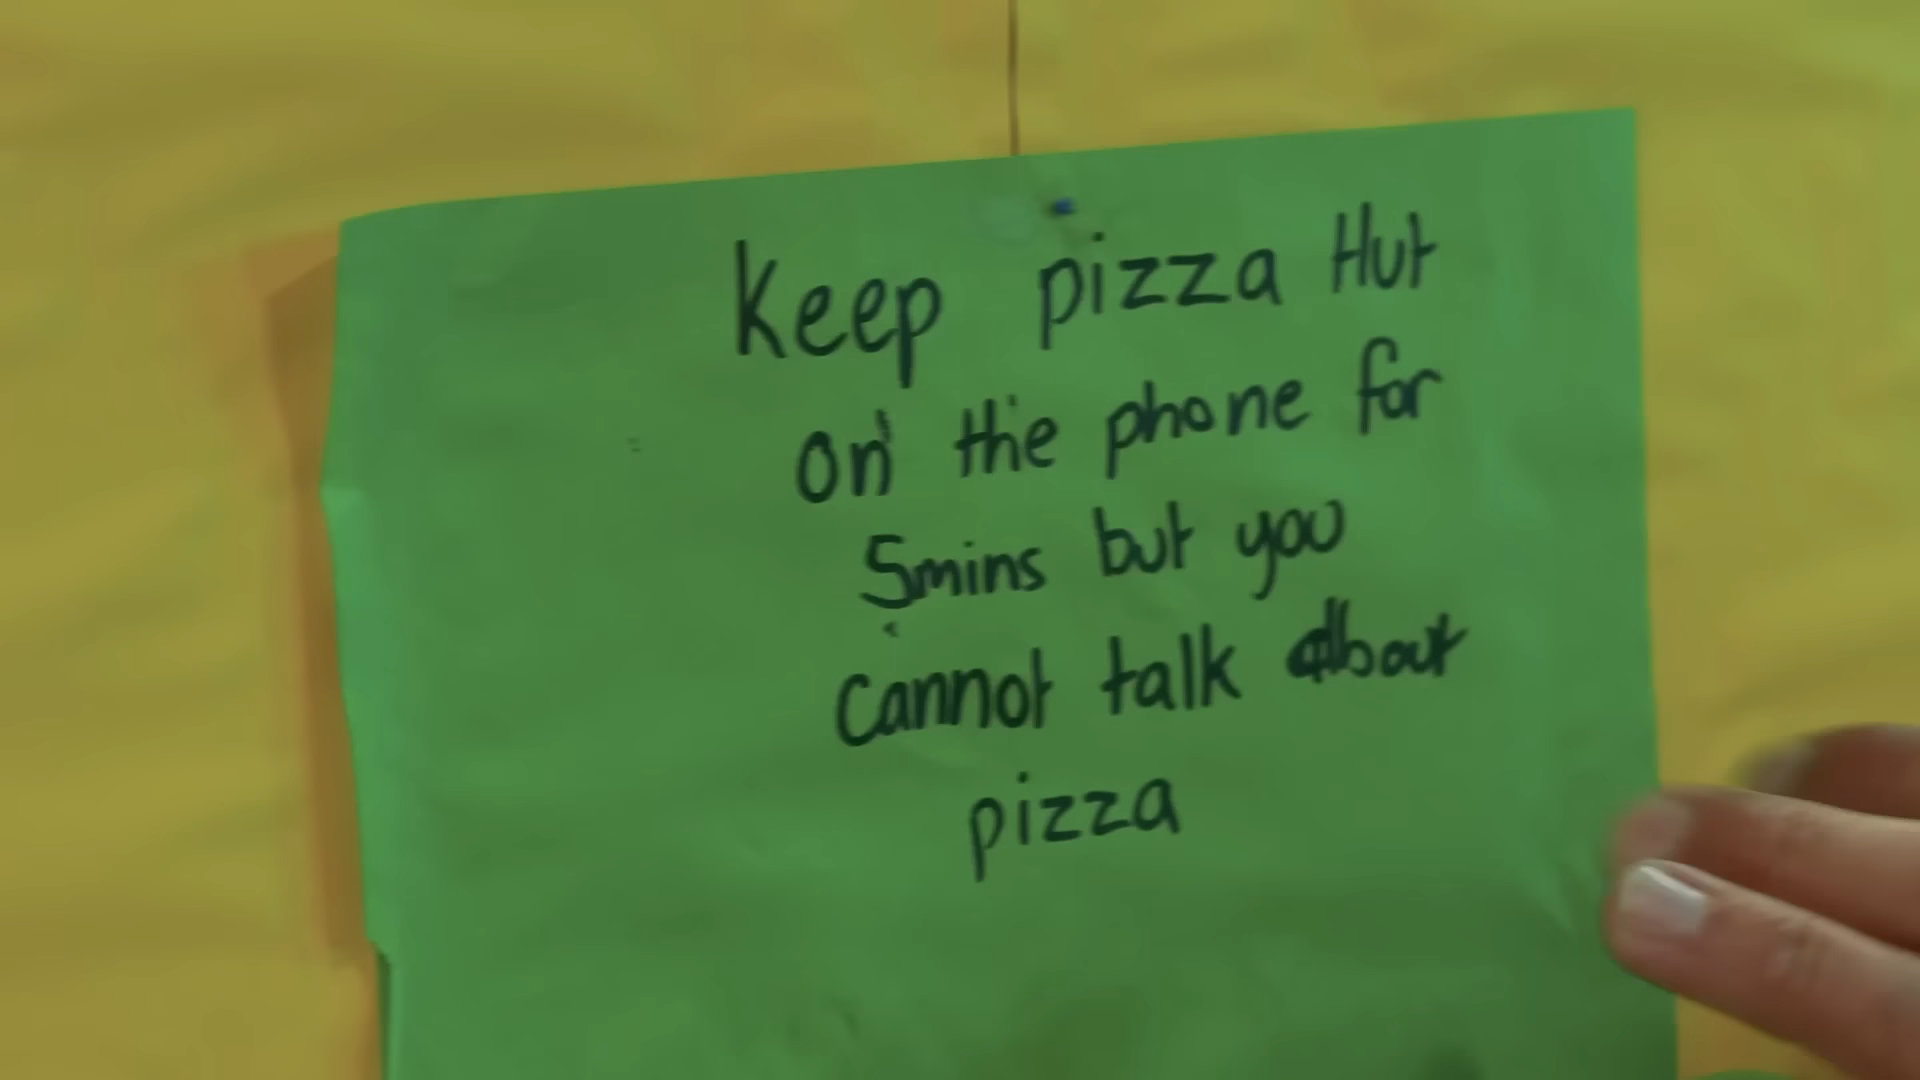 Keep pizza Hut
on the phone for
5mins but you
cannot talk about
pizza